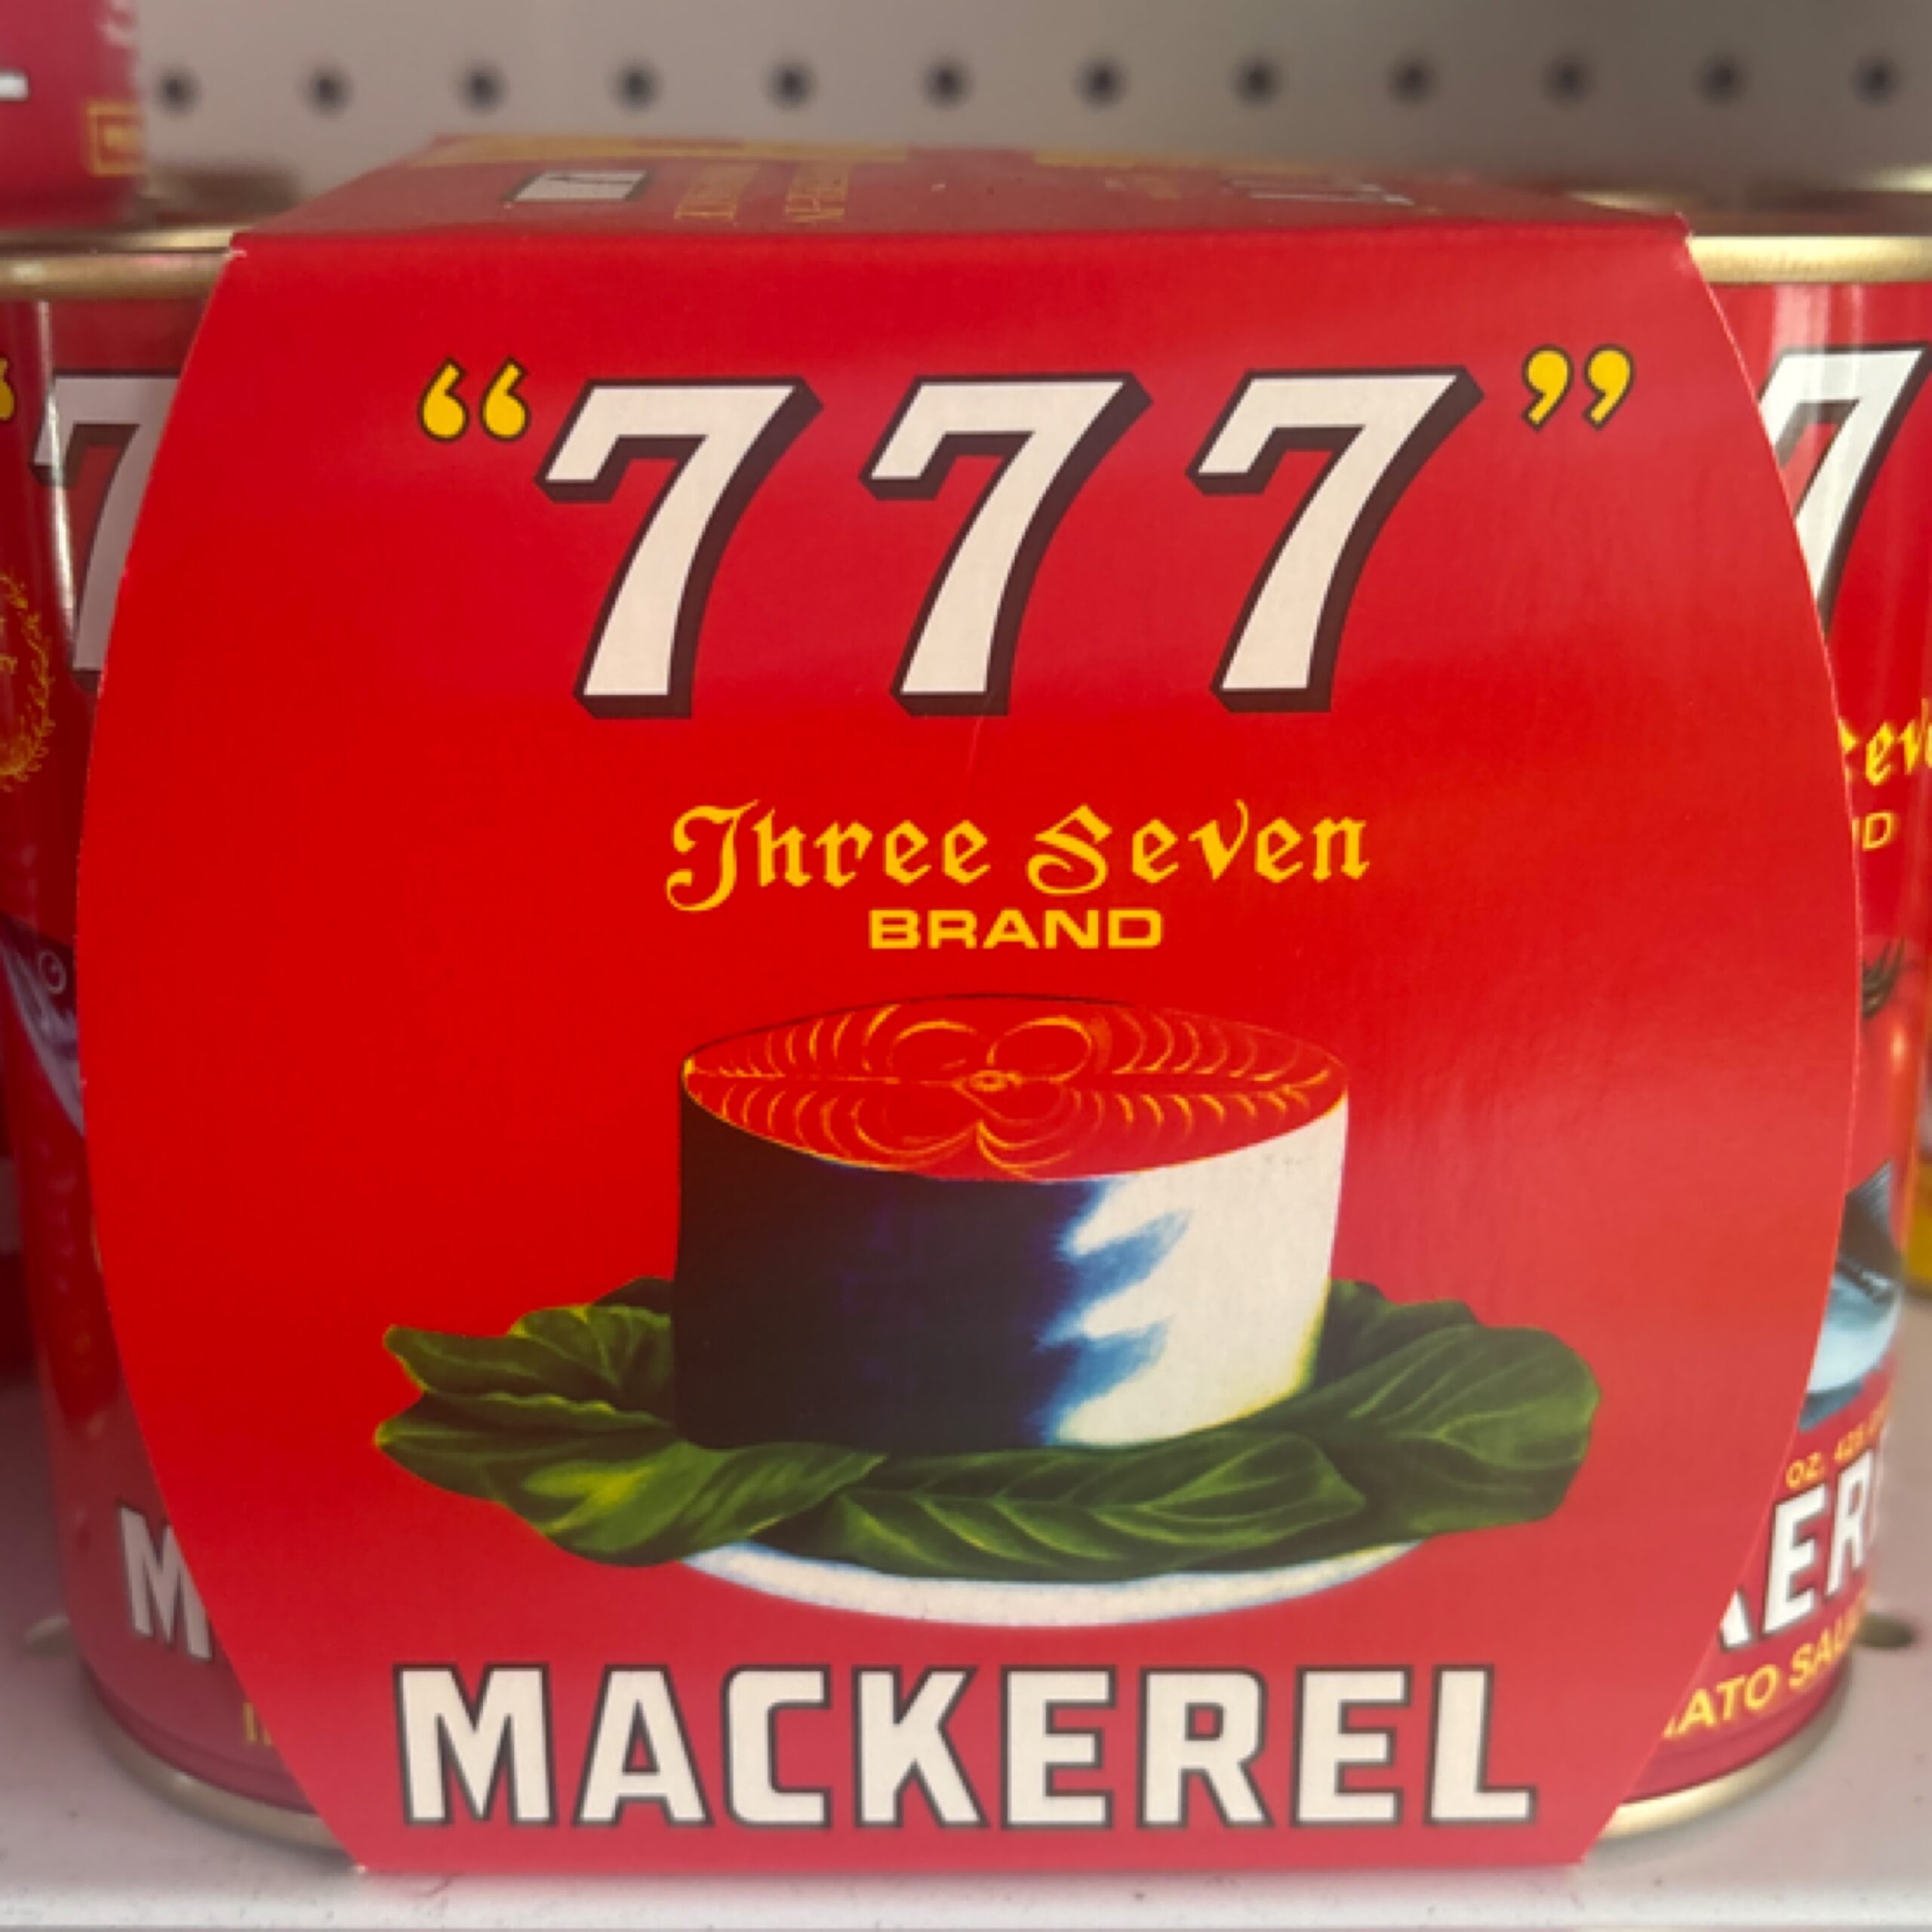 “777”
Three Seven
BRAND
MACKEREL